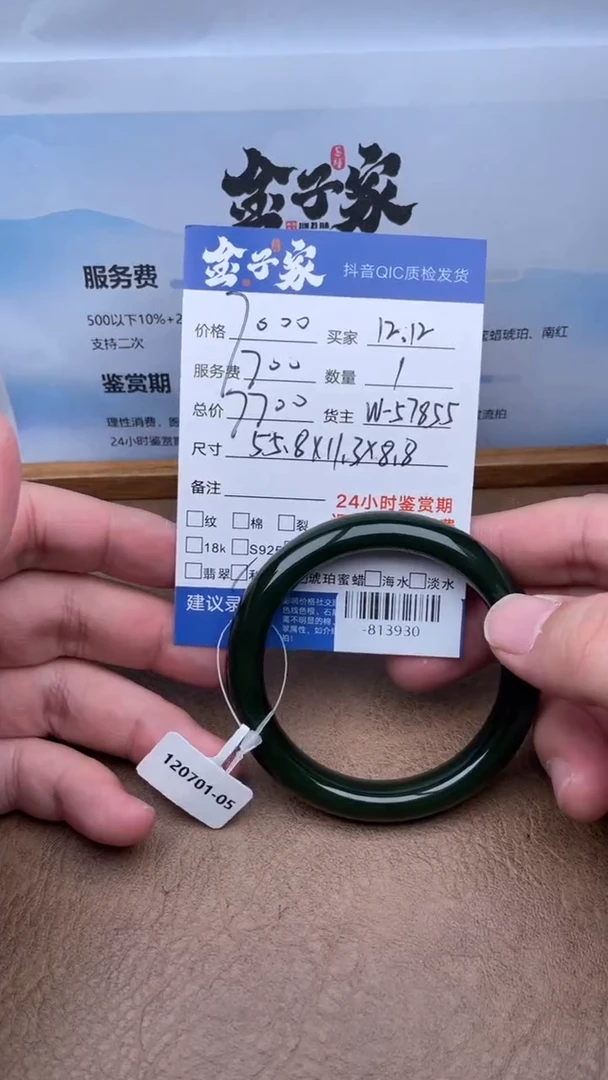 金子家
服务费
500以下10%+2
支持二次
蜜蜡琥珀、南红
鉴赏期
理性消费,
24小时鉴赏
流拍
金子家 抖音QIC质检发货
价格 7000 买家 12.12
服务费 700 数量 1
总价 7700 货主 W-57855
尺寸 55.8X11.3X8.8
备注
24小时鉴赏期
纹 棉 裂
18k S925
翡翠 琥珀蜜蜡 海水 淡水
建议录
-813930
120701-05